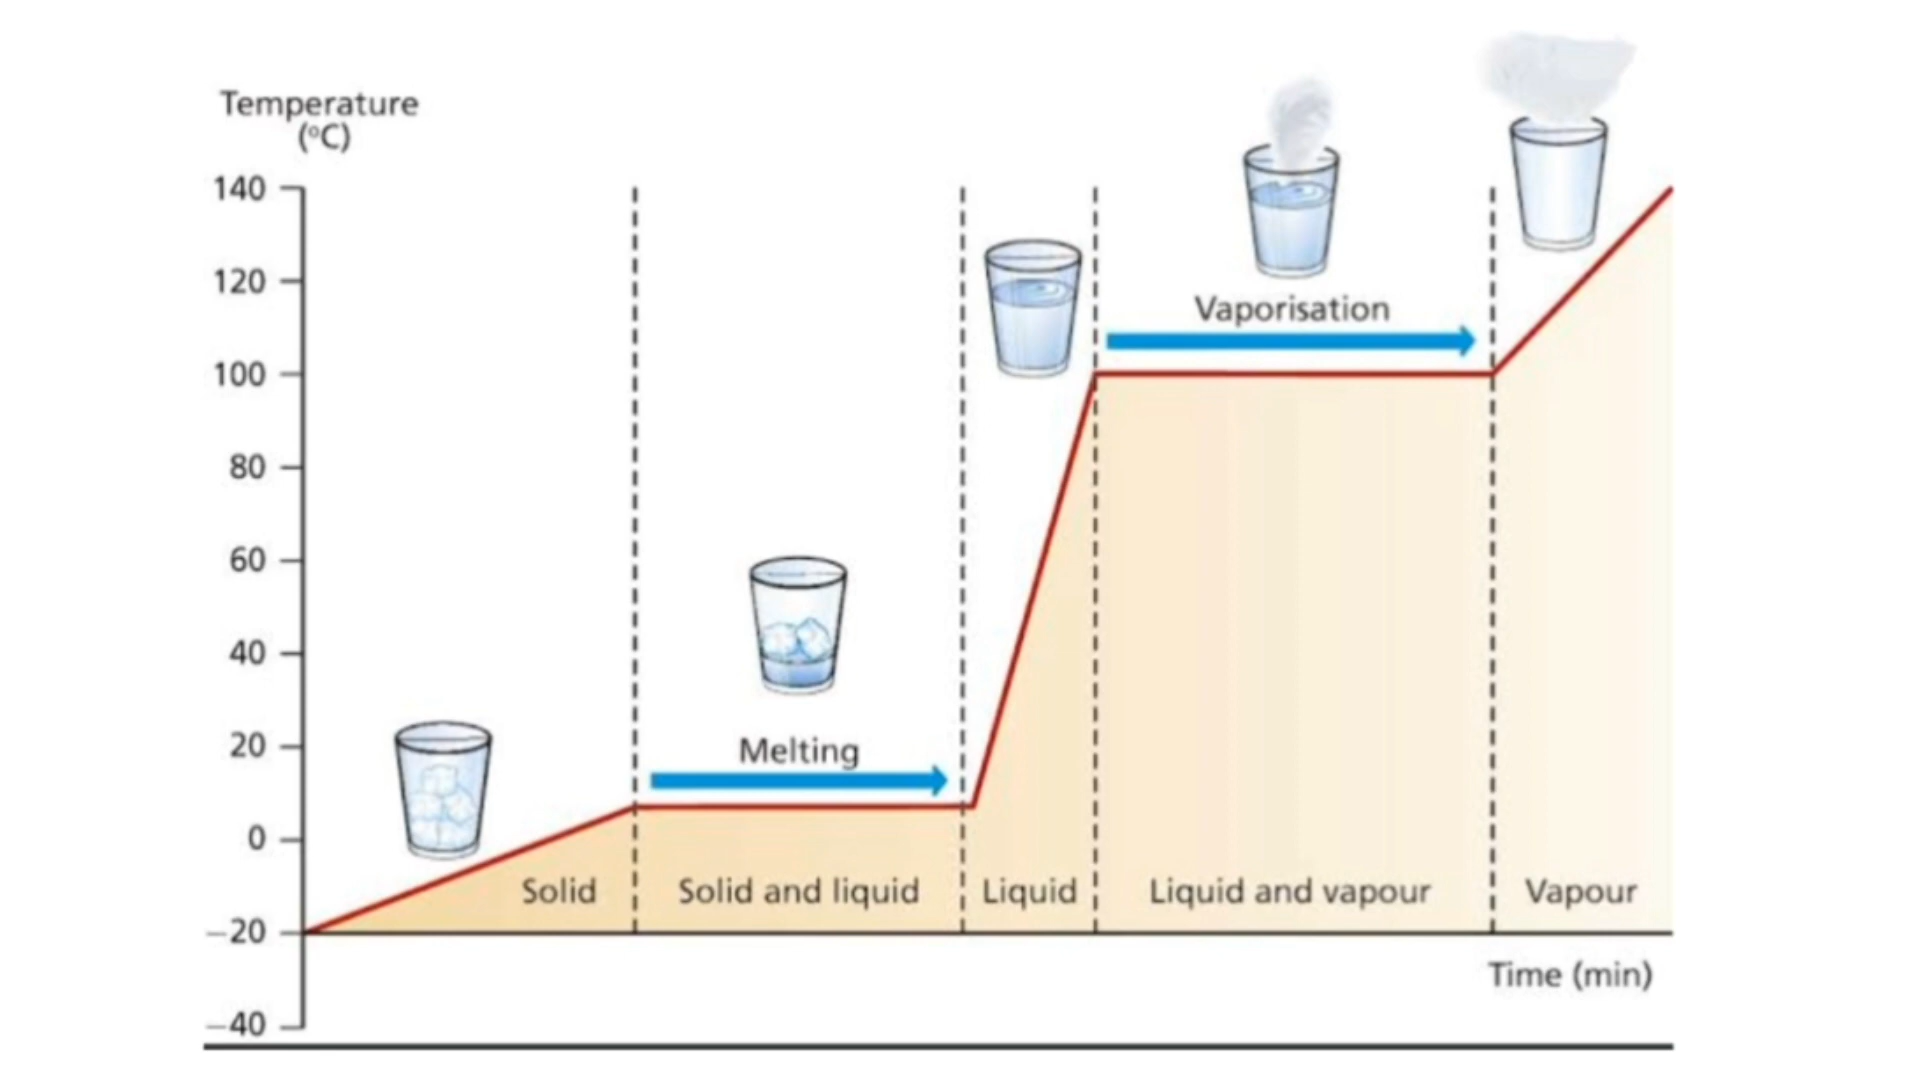 Temperature
(°C)
140
120
100
80
60
40
20
0
–20
–40
Vaporisation
Melting
Solid
Solid and liquid
Liquid
Liquid and vapour
Vapour
Time (min)